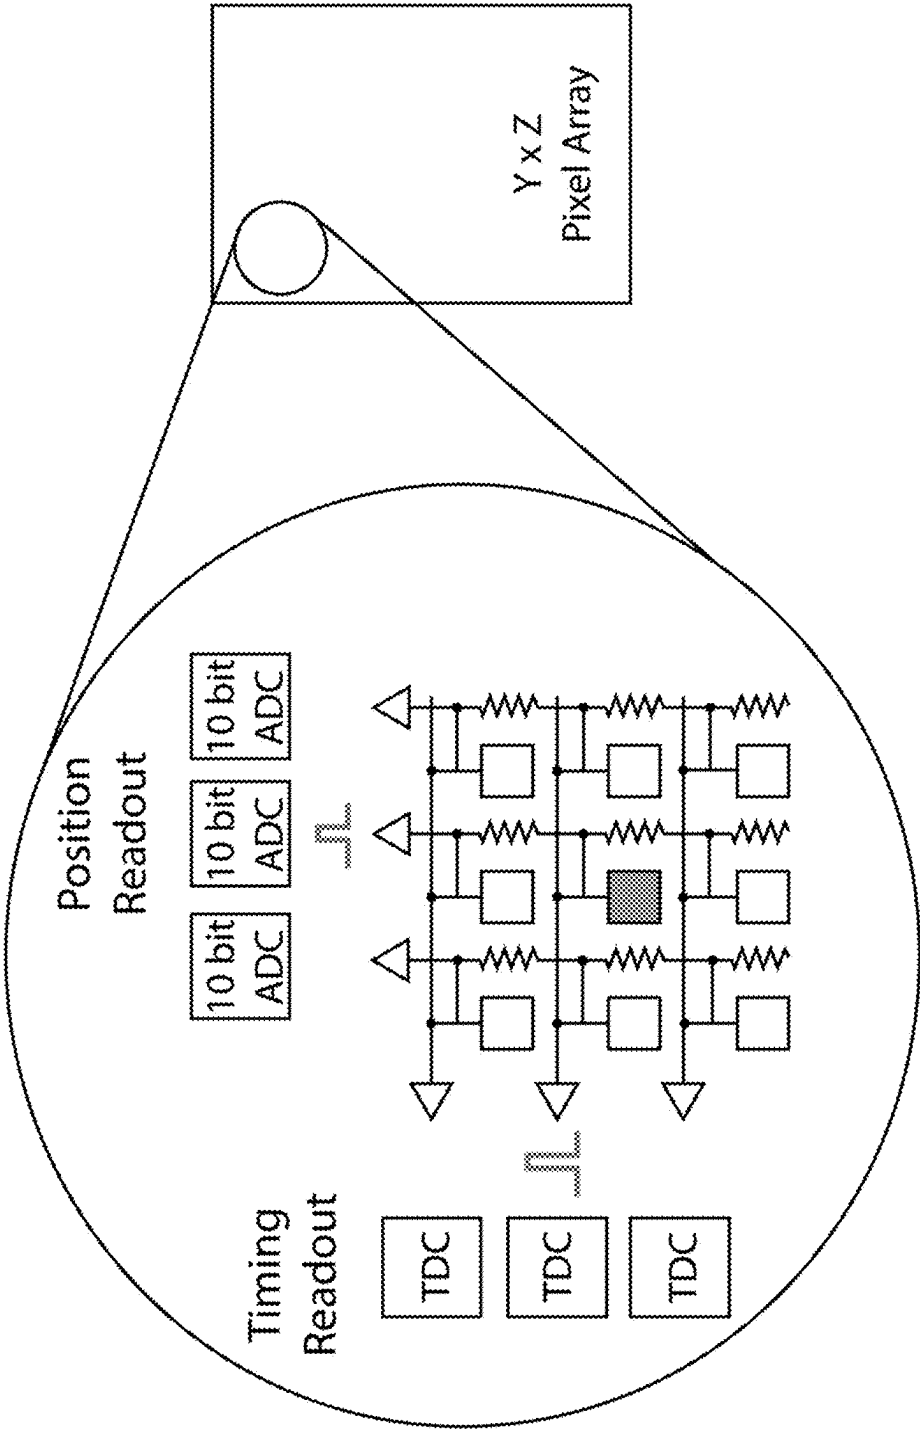 Timing
Readout
TDC
TDC
TDC
Position
Readout
10 bit
ADC
10 bit
ADC
10 bit
ADC
Y x Z
Pixel Array